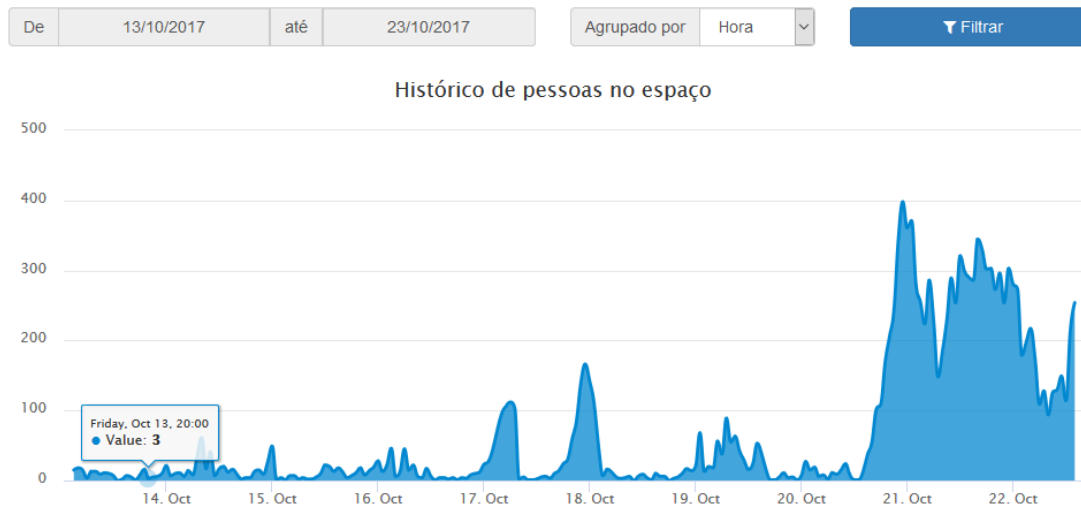 De 13/10/2017 até 23/10/2017 Agrupado por Hora Filtrar
Histórico de pessoas no espaço
500
400
300
200
100
Friday, Oct 13, 20:00
Value: 3
0
14. Oct 15. Oct 16. Oct 17. Oct 18. Oct 19. Oct 20. Oct 21. Oct 22. Oct